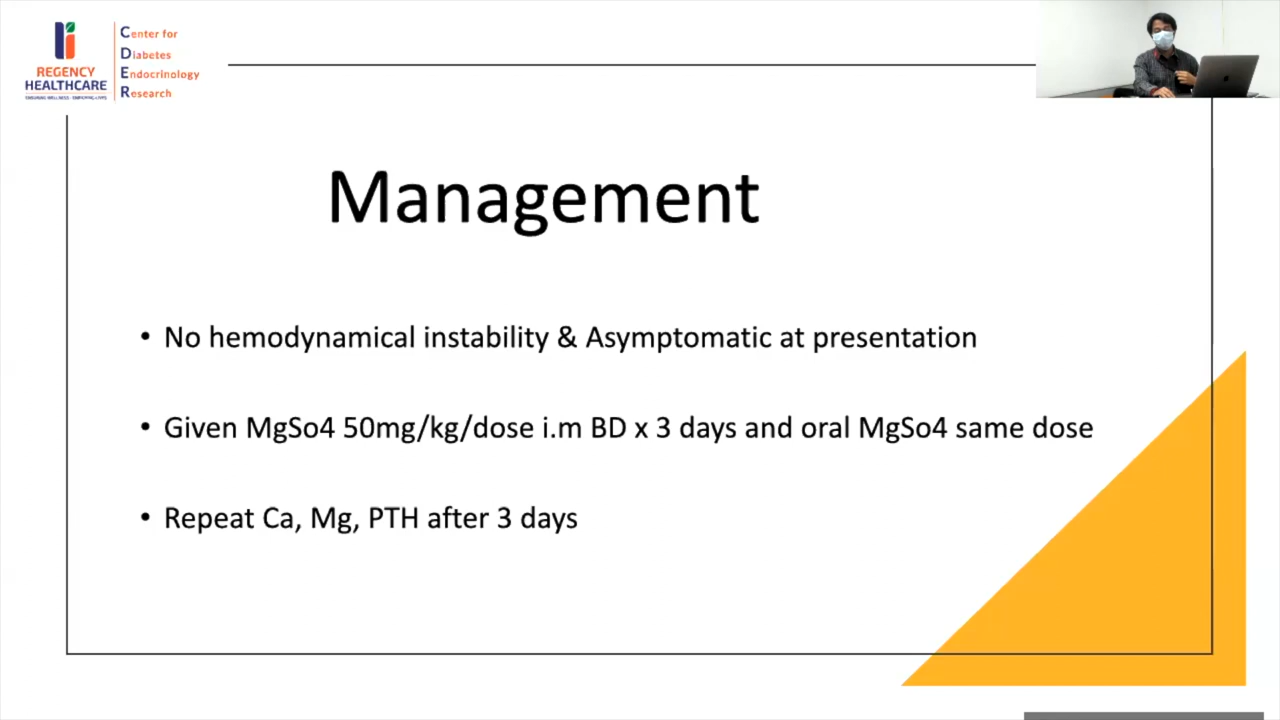 REGENCY
HEALTHCARE
Center for
Diabetes
Endocrinology
Research
Management
• No hemodynamical instability & Asymptomatic at presentation
• Given MgSo4 50mg/kg/dose i.m BD x 3 days and oral MgSo4 same dose
• Repeat Ca, Mg, PTH after 3 days